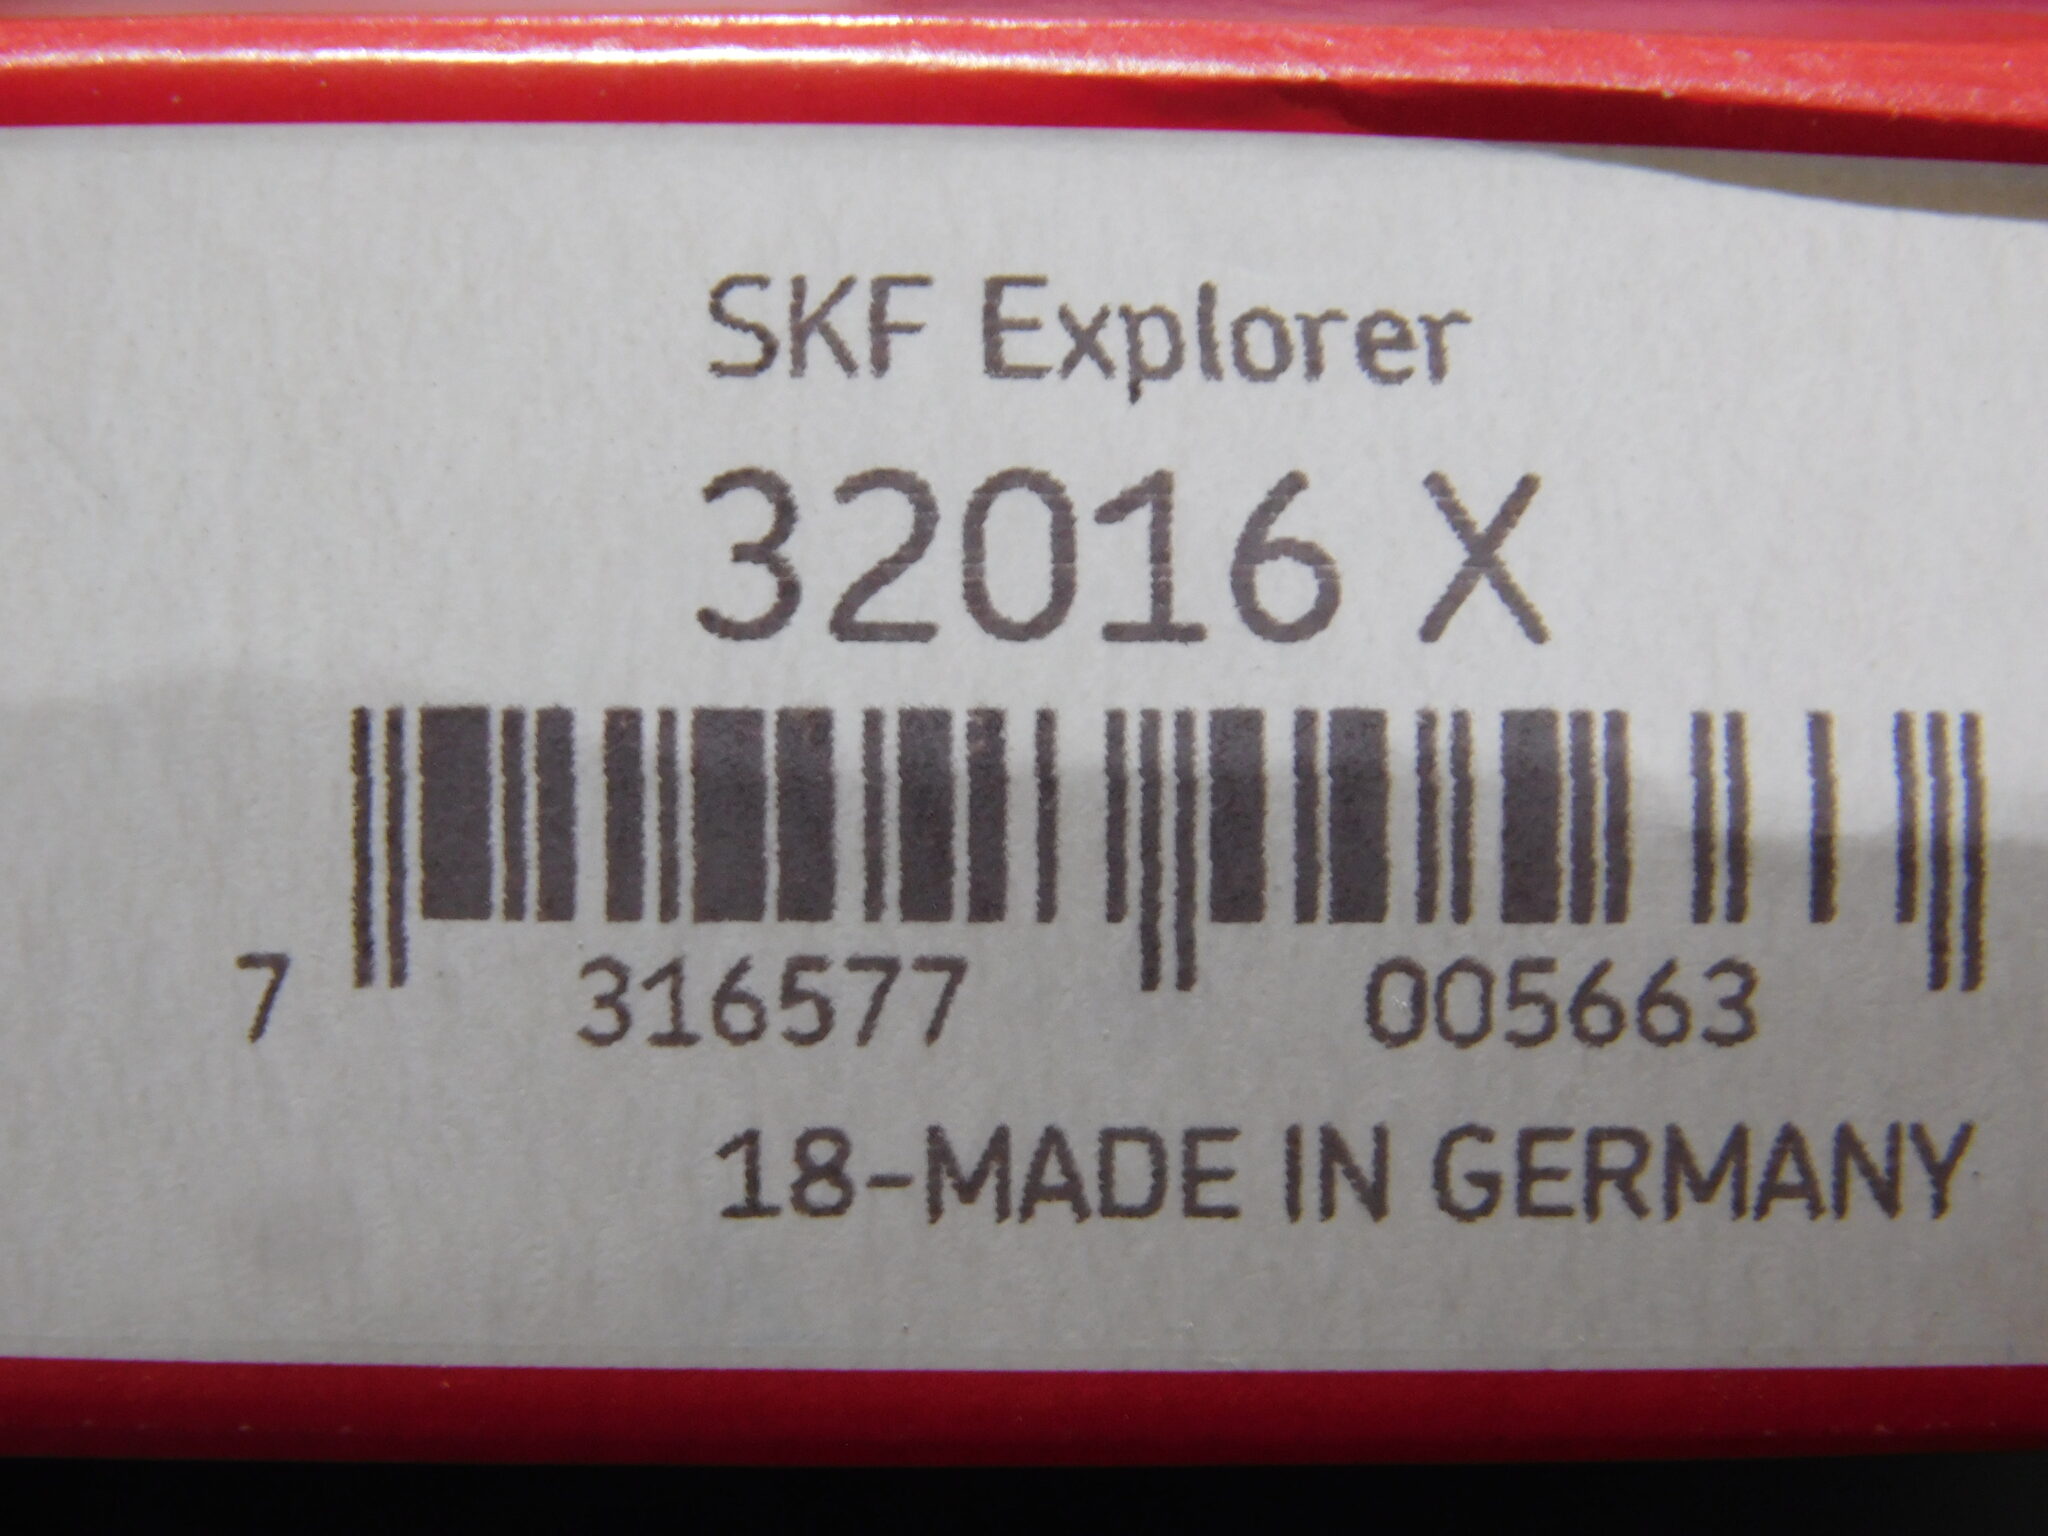 SKF Explorer
32016 X
7 316577 005663
18-MADE IN GERMANY